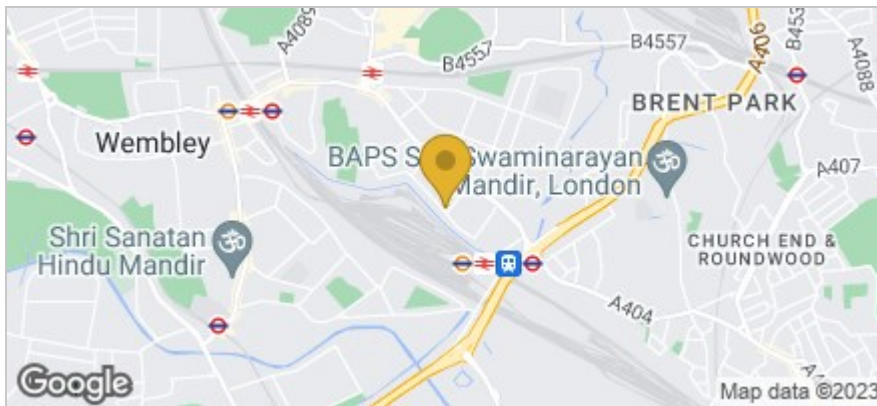 A4089
B4557
B4557
A406
B453
A4088
BRENT PARK
Wembley
BAPS S Swaminarayan
Mandir, London
A407
Shri Sanatan
Hindu Mandir
CHURCH END &
ROUNDWOOD
A404
Google
Map data ©2023